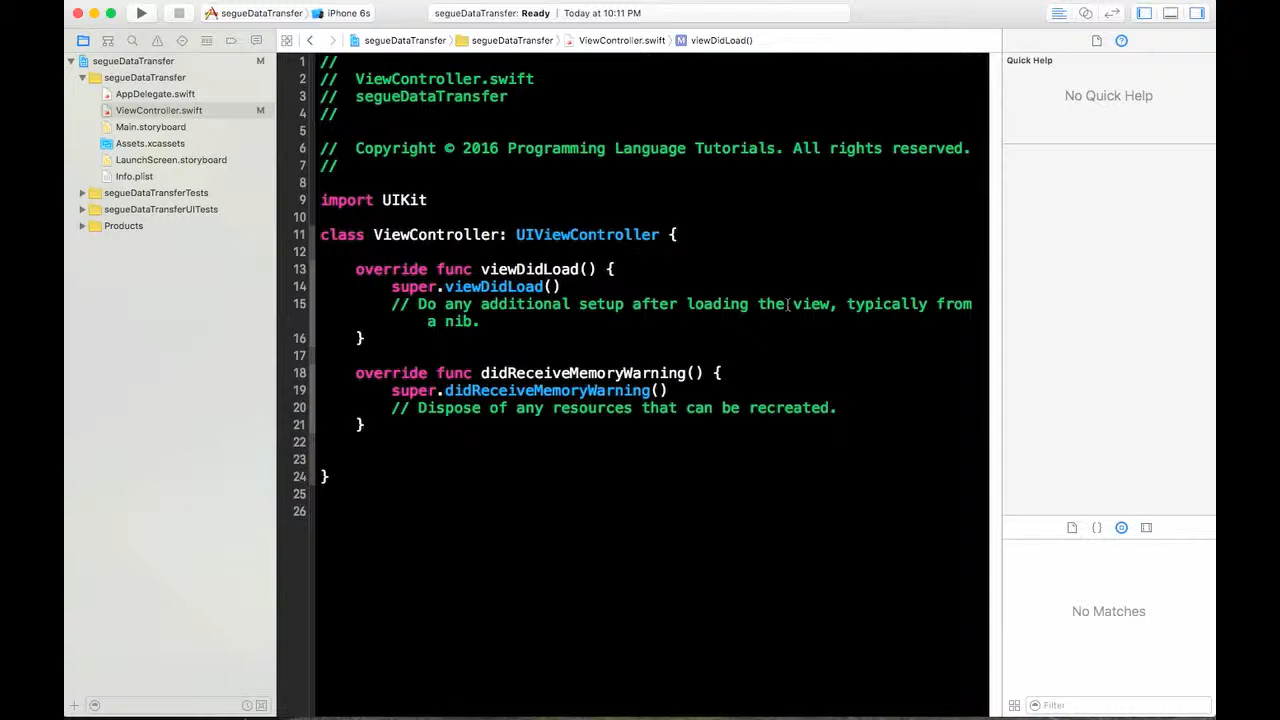 segueDataTransfer iPhone 6s
segueDataTransfer: Ready Today at 10:11 PM
segueDataTransfer segueDataTransfer ViewController.swift M viewDidLoad()
segueDataTransfer M
segueDataTransfer
AppDelegate.swift
ViewController.swift M
Main.storyboard
Assets.xcassets
LaunchScreen.storyboard
Info.plist
segueDataTransferTests
segueDataTransferUITests
Products
1 //
2 // ViewController.swift
3 // segueDataTransfer
4 //
5
6 // Copyright © 2016 Programming Language Tutorials. All rights reserved.
7 //
8
9 import UIKit
10
11 class ViewController: UIViewController {
12
13 override func viewDidLoad() {
14 super.viewDidLoad()
15 // Do any additional setup after loading the view, typically from
a nib.
16 }
17
18 override func didReceiveMemoryWarning() {
19 super.didReceiveMemoryWarning()
20 // Dispose of any resources that can be recreated.
21 }
22
23
24 }
25
26
Quick Help
No Quick Help
{}
No Matches
Filter